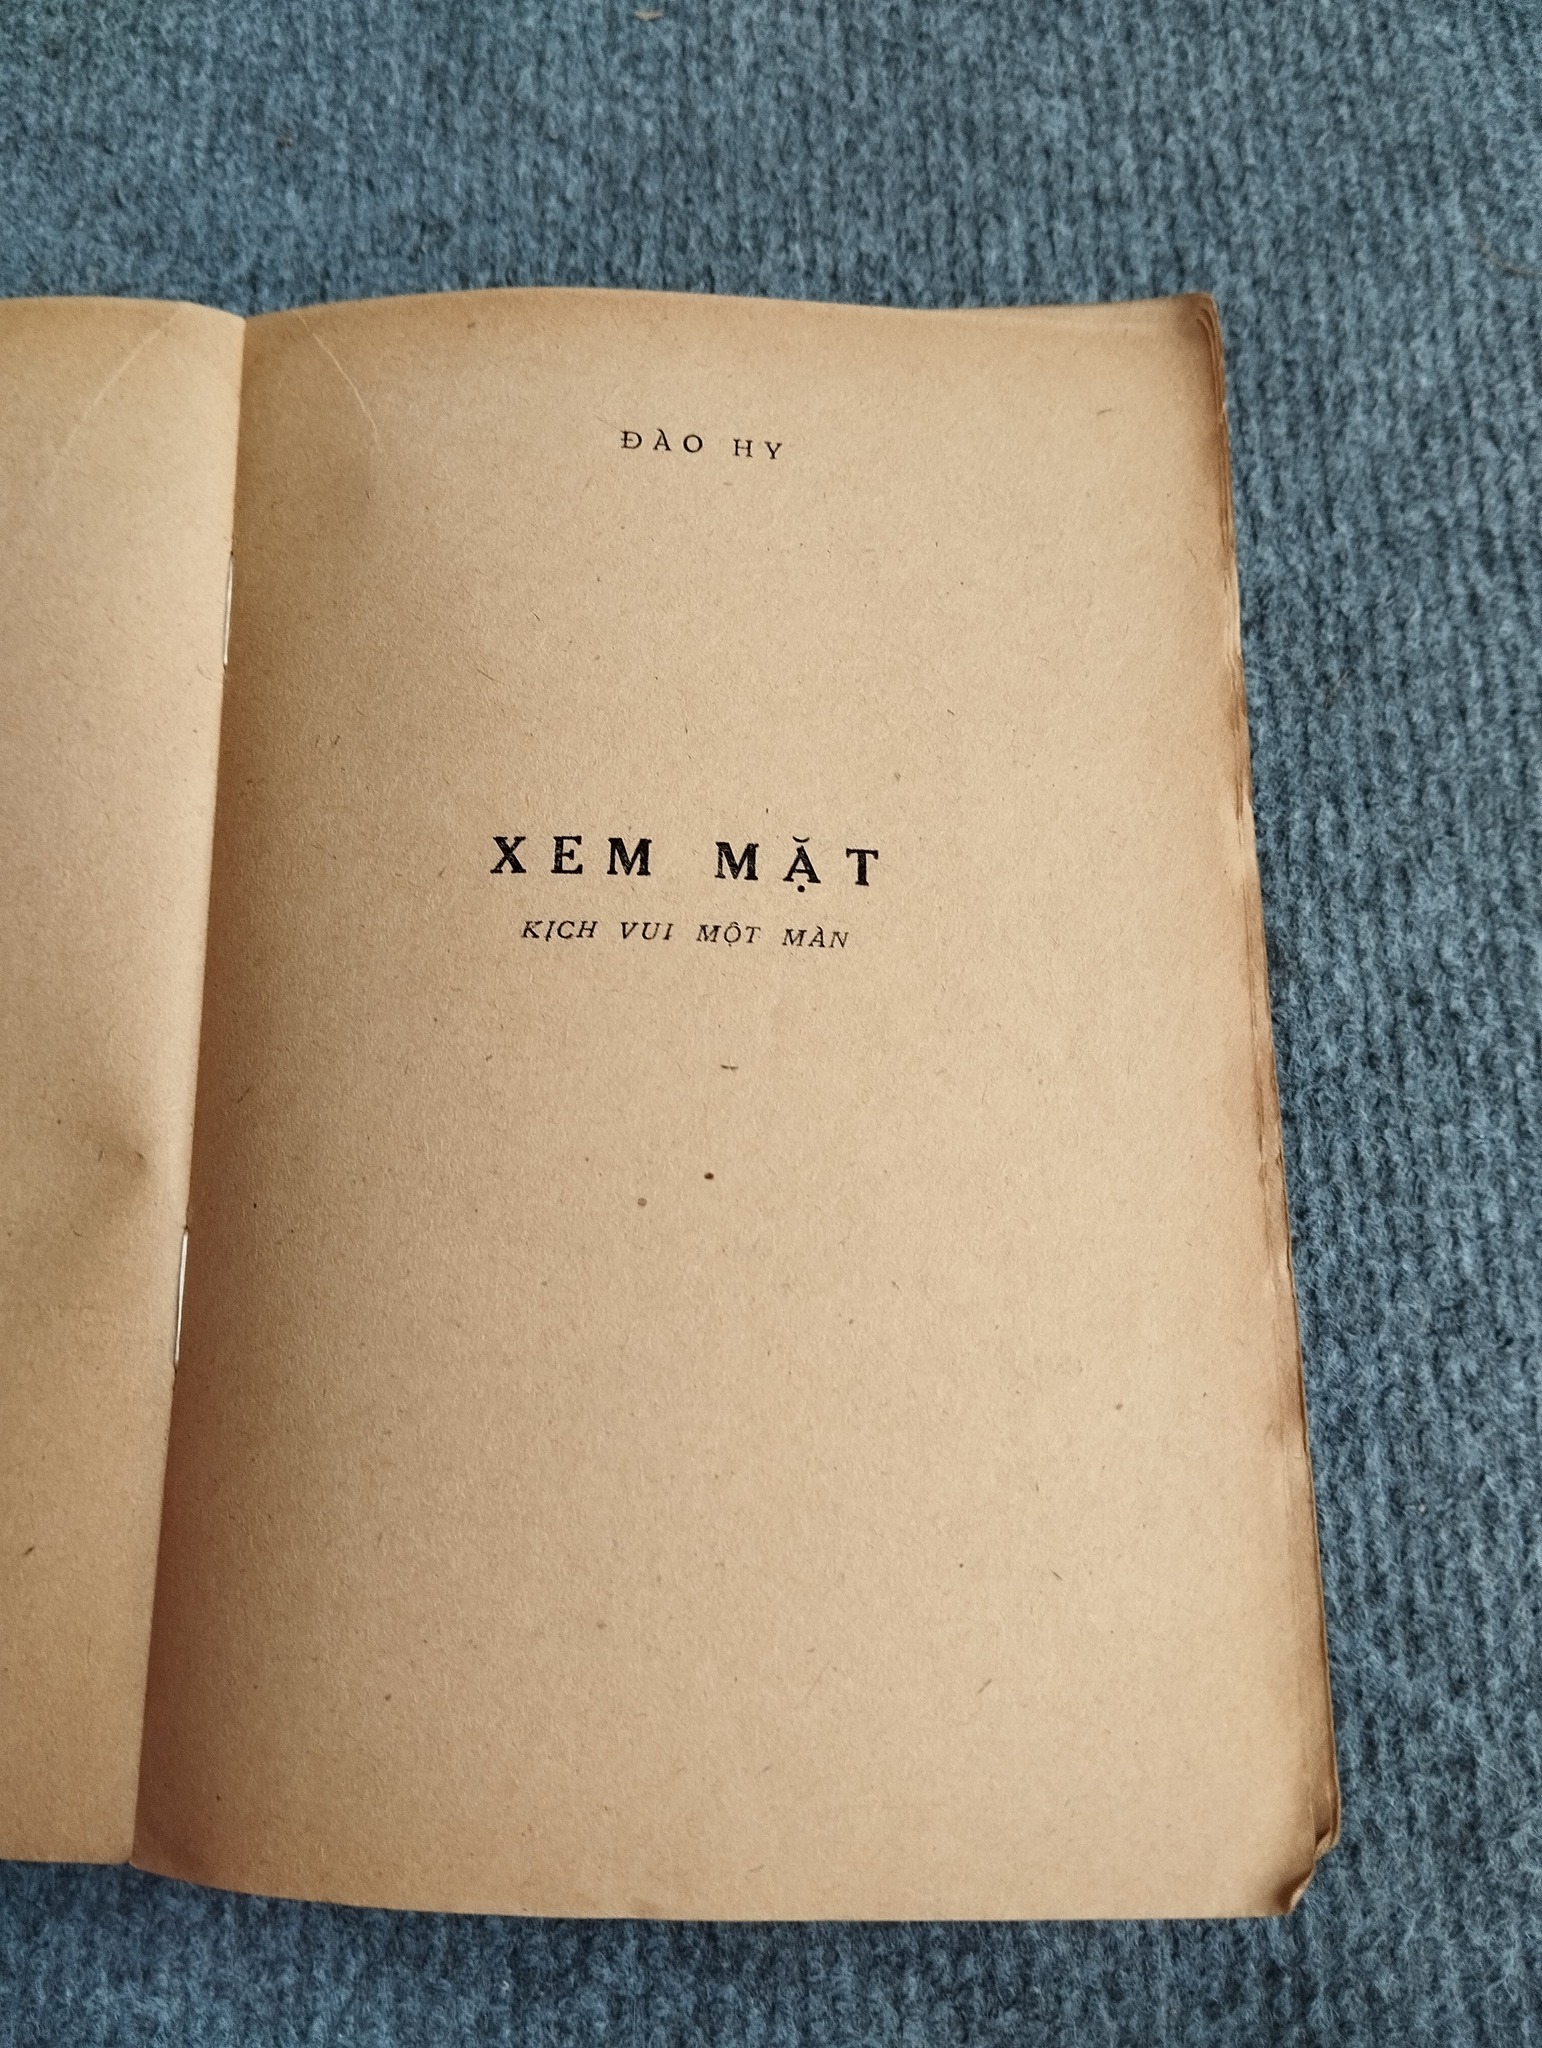 ĐÀO HY
XEM MẶT
KỊCH VUI MỘT MÀN